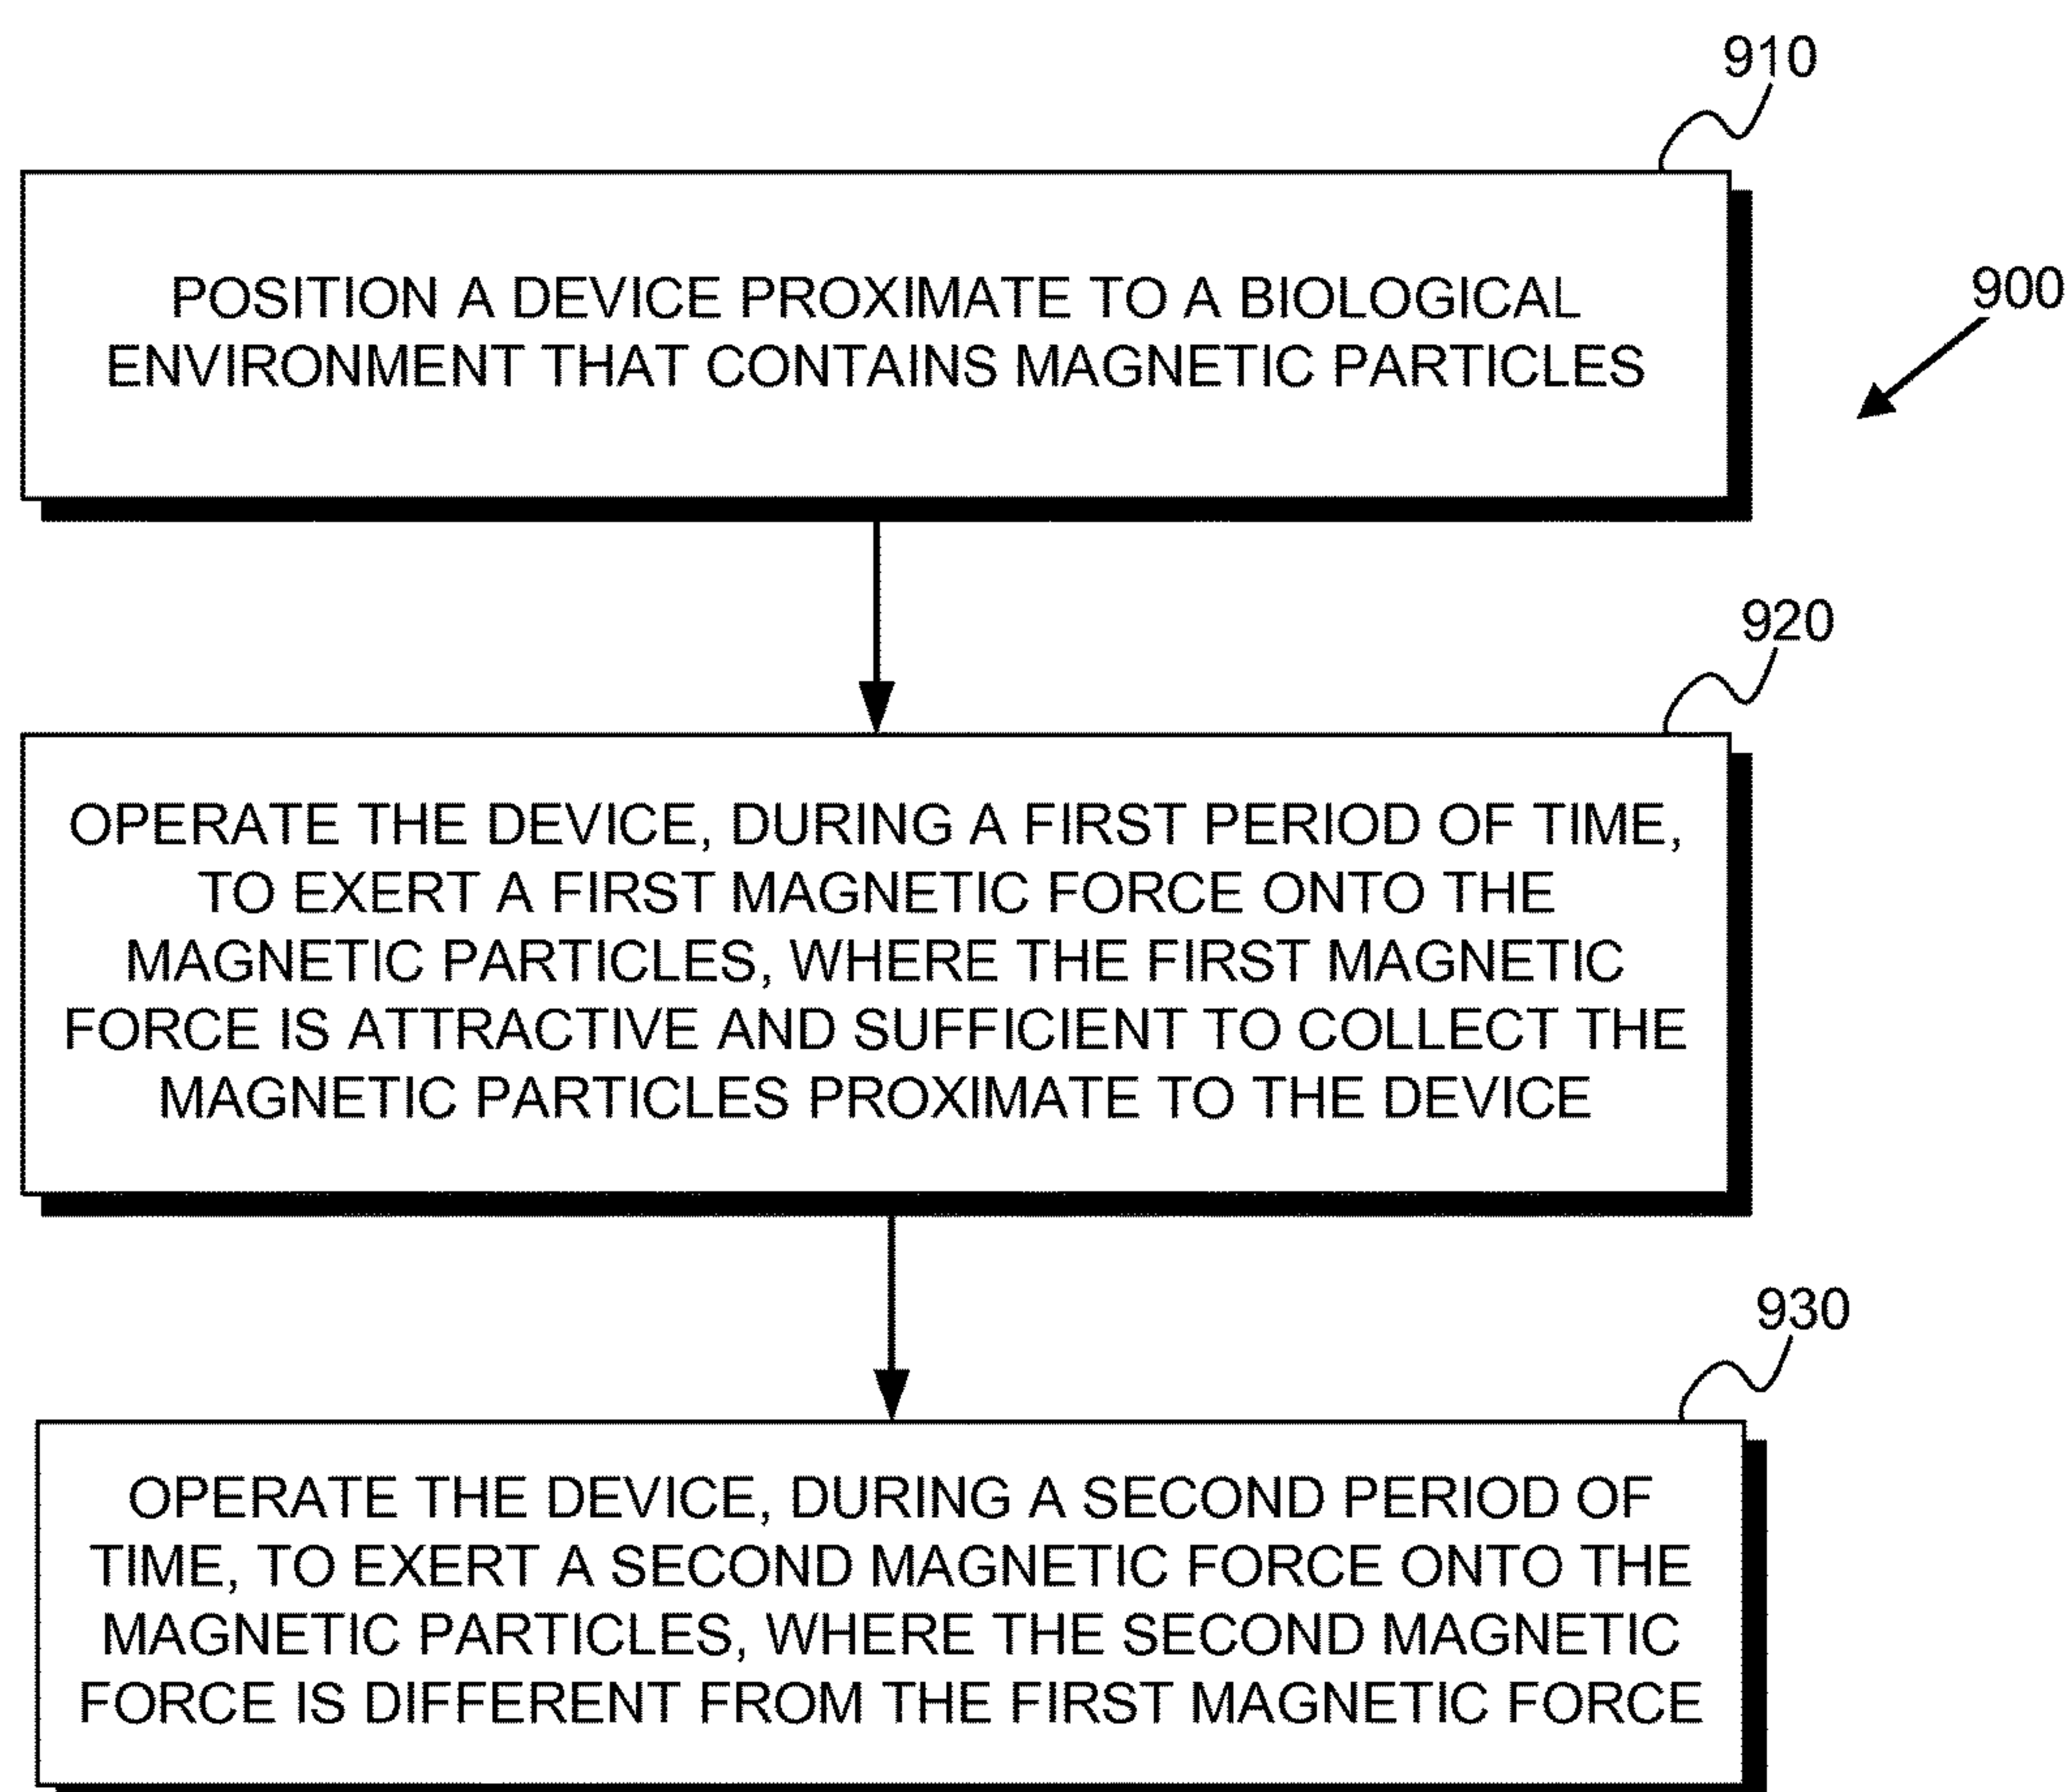 910
POSITION A DEVICE PROXIMATE TO A BIOLOGICAL
ENVIRONMENT THAT CONTAINS MAGNETIC PARTICLES
900
920
OPERATE THE DEVICE, DURING A FIRST PERIOD OF TIME,
TO EXERT A FIRST MAGNETIC FORCE ONTO THE
MAGNETIC PARTICLES, WHERE THE FIRST MAGNETIC
FORCE IS ATTRACTIVE AND SUFFICIENT TO COLLECT THE
MAGNETIC PARTICLES PROXIMATE TO THE DEVICE
930
OPERATE THE DEVICE, DURING A SECOND PERIOD OF
TIME, TO EXERT A SECOND MAGNETIC FORCE ONTO THE
MAGNETIC PARTICLES, WHERE THE SECOND MAGNETIC
FORCE IS DIFFERENT FROM THE FIRST MAGNETIC FORCE